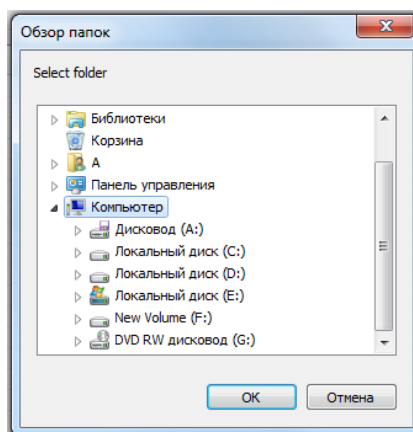 Обзор папок
Select folder
Библиотеки
Корзина
A
Панель управления
Компьютер
Дисковод (A:)
Локальный диск (C:)
Локальный диск (D:)
Локальный диск (E:)
New Volume (F:)
DVD RW дисковод (G:)
OK
Отмена